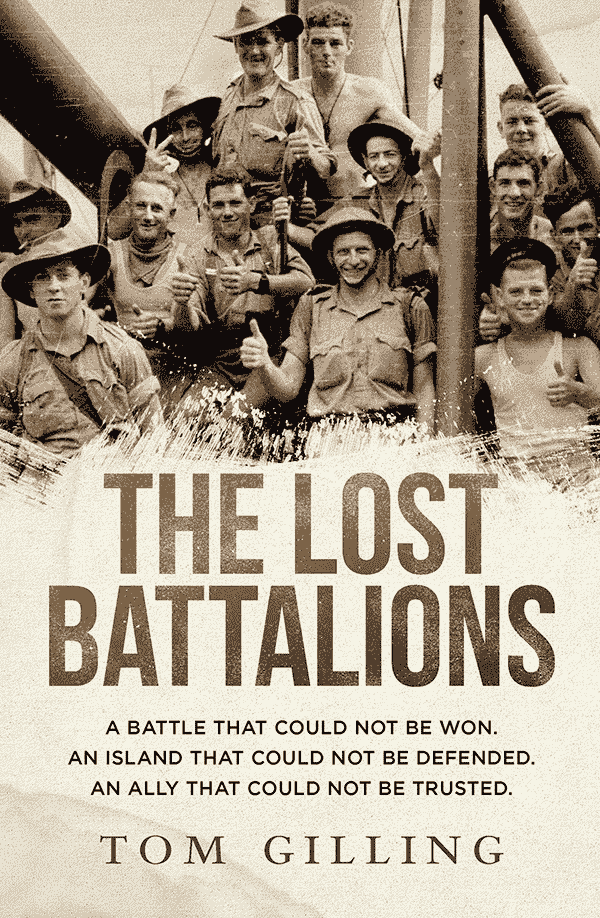 THE LOST
BATTALIONS
A BATTLE THAT COULD NOT BE WON.
AN ISLAND THAT COULD NOT BE DEFENDED.
AN ALLY THAT COULD NOT BE TRUSTED.
TOM GILLING